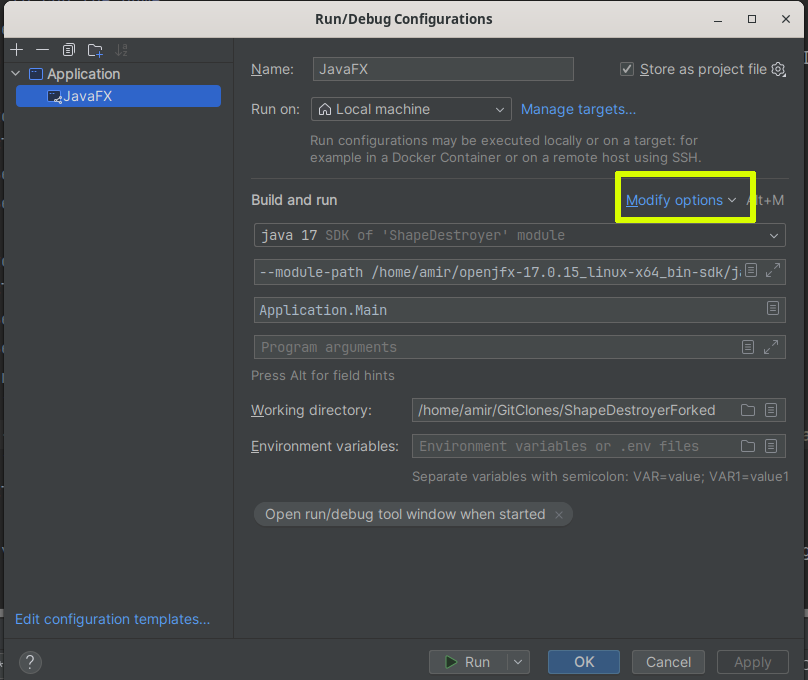 Run/Debug Configurations
Application
JavaFX
Name: JavaFX Store as project file
Run on: Local machine Manage targets...
Run configurations may be executed locally or on a target: for
example in a Docker Container or on a remote host using SSH.
Build and run Modify options Alt+M
java 17 SDK of 'ShapeDestroyer' module
--module-path /home/amir/openjfx-17.0.15_linux-x64_bin-sdk/ja
Application.Main
Program arguments
Press Alt for field hints
Working directory: /home/amir/GitClones/ShapeDestroyerForked
Environment variables: Environment variables or .env files
Separate variables with semicolon: VAR=value; VAR1=value1
Open run/debug tool window when started ×
Edit configuration templates...
? Run OK Cancel Apply